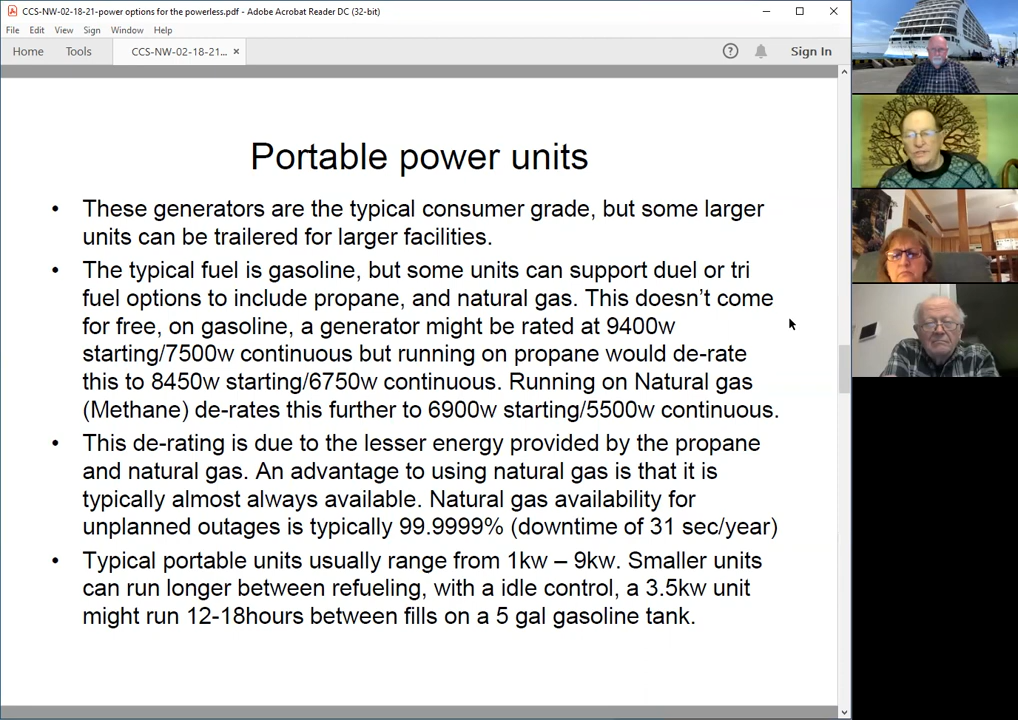 CCS-NW-02-18-21-power options for the powerless.pdf - Adobe Acrobat Reader DC (32-bit)
File Edit View Sign Window Help
Home Tools CCS-NW-02-18-21... × Sign In
Portable power units
• These generators are the typical consumer grade, but some larger
units can be trailered for larger facilities.
• The typical fuel is gasoline, but some units can support duel or tri
fuel options to include propane, and natural gas. This doesn’t come
for free, on gasoline, a generator might be rated at 9400w
starting/7500w continuous but running on propane would de-rate
this to 8450w starting/6750w continuous. Running on Natural gas
(Methane) de-rates this further to 6900w starting/5500w continuous.
• This de-rating is due to the lesser energy provided by the propane
and natural gas. An advantage to using natural gas is that it is
typically almost always available. Natural gas availability for
unplanned outages is typically 99.9999% (downtime of 31 sec/year)
• Typical portable units usually range from 1kw – 9kw. Smaller units
can run longer between refueling, with a idle control, a 3.5kw unit
might run 12-18hours between fills on a 5 gal gasoline tank.